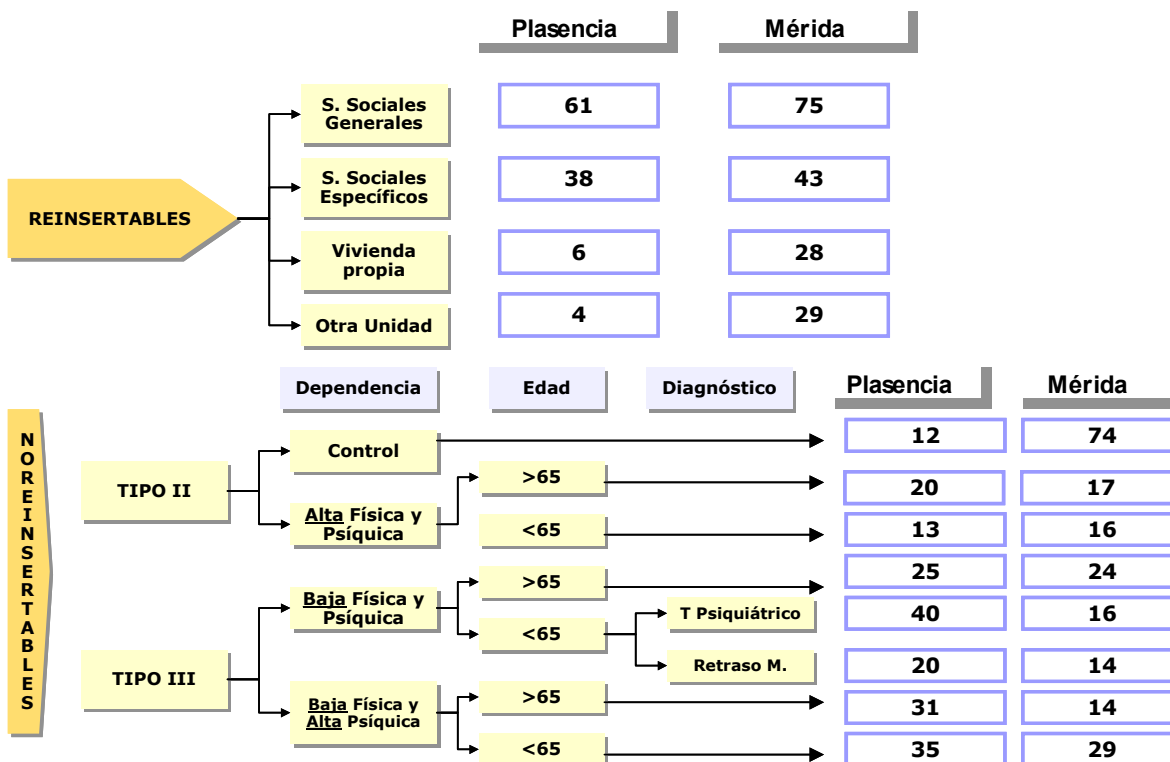 Plasencia Mérida
S. Sociales
Generales
61 75
S. Sociales
Específicos
38 43
REINSERTABLES
Vivienda
propia
6 28
Otra Unidad
4 29
Dependencia Edad Diagnóstico Plasencia Mérida
NO REINSERTABLES
TIPO II
Control
12 74
Alta Física y
Psíquica
>65
20 17
<65
13 16
TIPO III
Baja Física y
Psíquica
>65
25 24
<65
T Psiquiátrico
40 16
Retraso M.
20 14
Baja Física y
Alta Psíquica
>65
31 14
<65
35 29